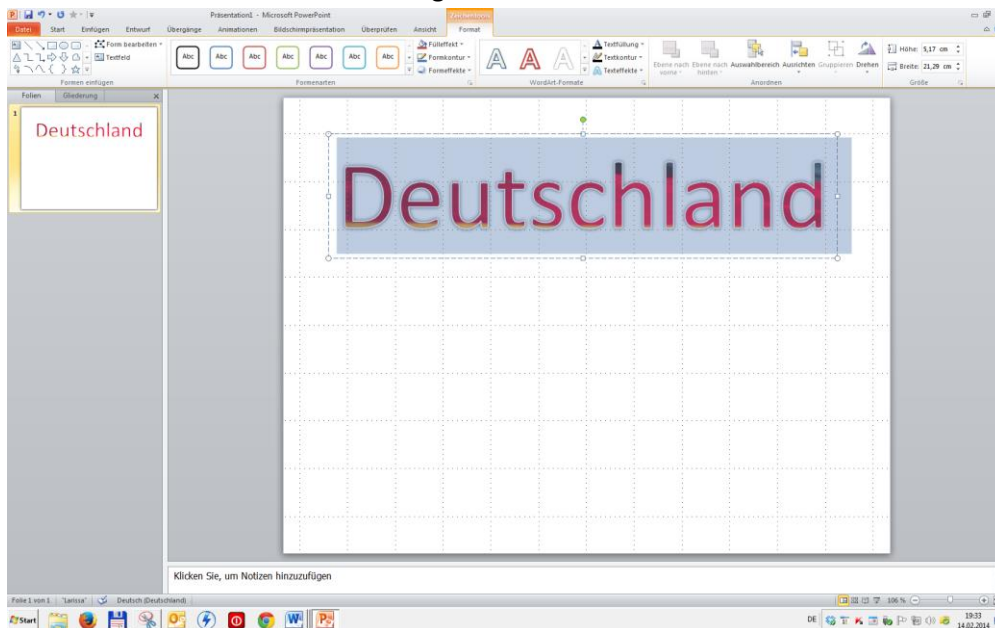 Präsentation1 - Microsoft PowerPoint
Datei Start Einfügen Entwurf Übergänge Animationen Bildschirmpräsentation Überprüfen Ansicht Format
Form bearbeiten
Textfeld
Formen einfügen
Abc Abc Abc Abc Abc Abc
Formenarten
Fülleffekt
Formkontur
Formeffekte
A A A
WordArt-Formate
Textfüllung
Textkontur
Texteffekte
Ebene nach vorne Ebene nach hinten Auswahlbereich Ausrichten Gruppieren Drehen
Anordnen
Höhe: 5,17 cm
Breite: 21,29 cm
Größe
Folien Gliederung
1
Deutschland
Deutschland
Klicken Sie, um Notizen hinzuzufügen
Folie 1 von 1 "Larissa" Deutsch (Deutschland) 106 %
Start DE 19:33
14.02.2014